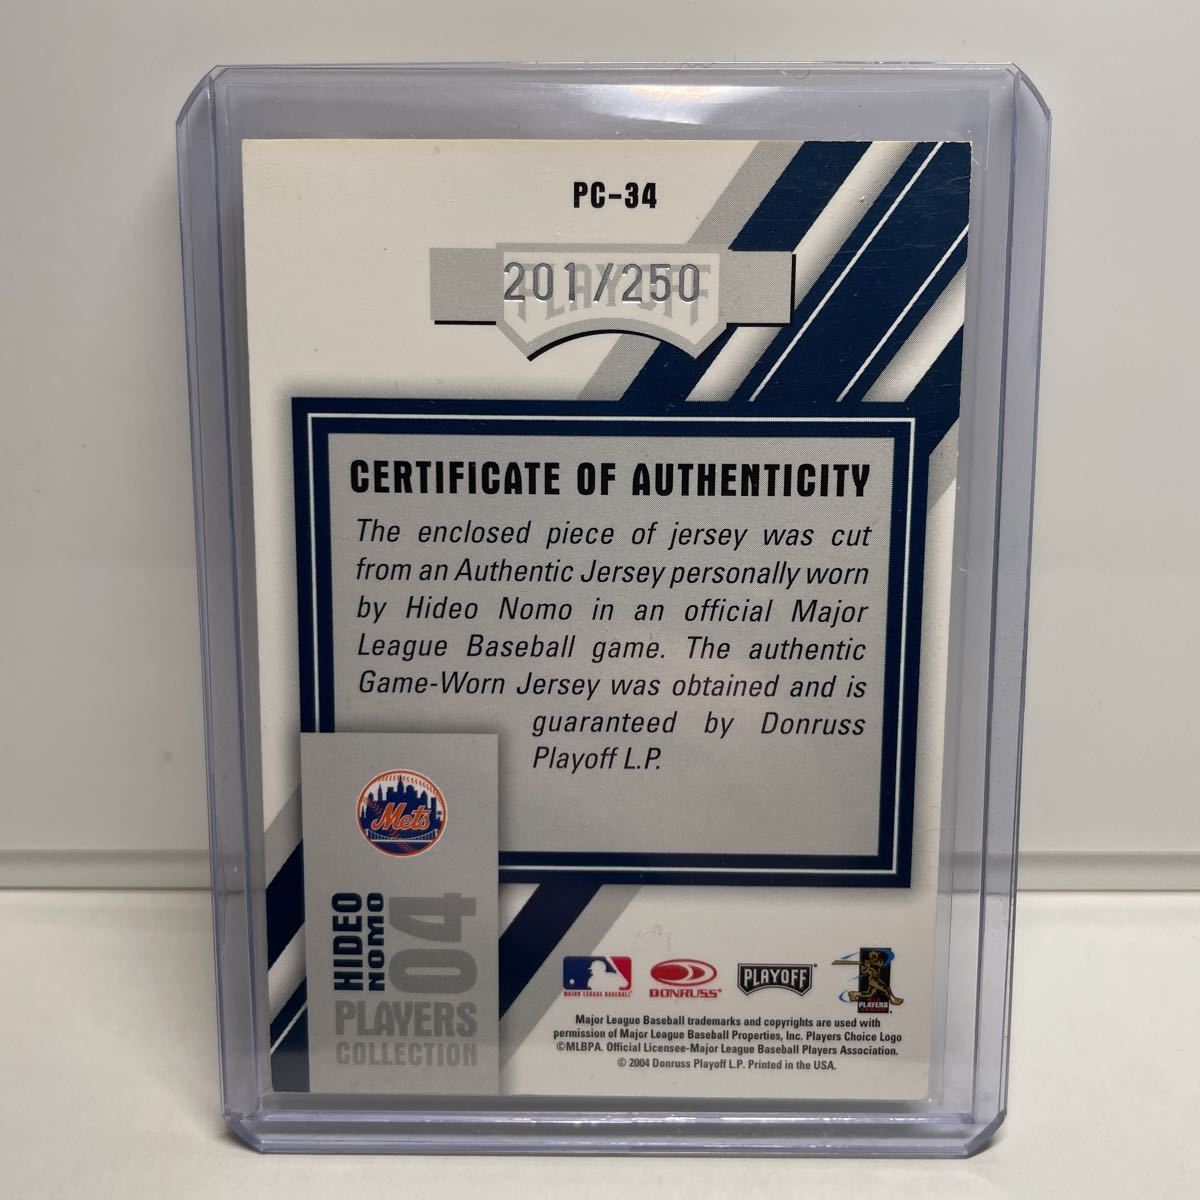 PC-34
PLAYOFF
201/250
CERTIFICATE OF AUTHENTICITY
The enclosed piece of jersey was cut
from an Authentic Jersey personally worn
by Hideo Nomo in an official Major
League Baseball game. The authentic
Game-Worn Jersey was obtained and is
guaranteed by Donruss
Playoff L.P.
Mets
HIDEO
NOMO
04
PLAYERS
COLLECTION
MAJOR LEAGUE BASEBALL
DONRUSS
PLAYOFF
PLAYERS
Major League Baseball trademarks and copyrights are used with
permission of Major League Baseball Properties, Inc. Players Choice Logo
©MLBPA. Official Licensee-Major League Baseball Players Association.
© 2004 Donruss Playoff L.P. Printed in the USA.